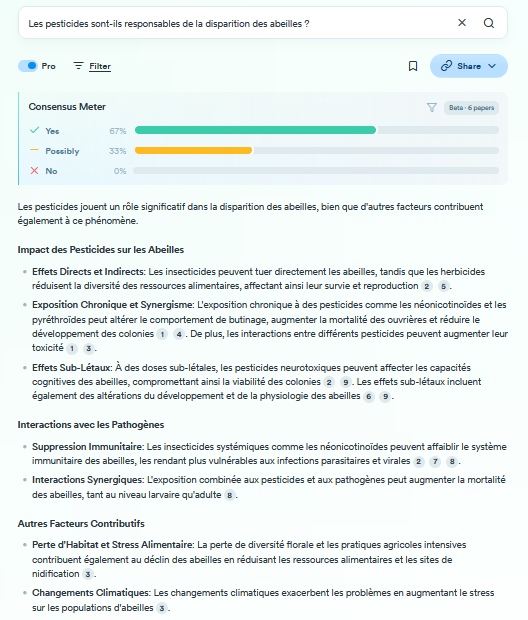 Les pesticides sont-ils responsables de la disparition des abeilles ?
Pro
Filter
Share
Consensus Meter
Beta · 6 papers
Yes 67%
Possibly 33%
No 0%
Les pesticides jouent un rôle significatif dans la disparition des abeilles, bien que d'autres facteurs contribuent
également à ce phénomène.
Impact des Pesticides sur les Abeilles
• Effets Directs et Indirects: Les insecticides peuvent tuer directement les abeilles, tandis que les herbicides
réduisent la diversité des ressources alimentaires, affectant ainsi leur survie et reproduction 2 5 .
• Exposition Chronique et Synergisme: L'exposition chronique à des pesticides comme les néonicotinoïdes et les
pyréthroïdes peut altérer le comportement de butinage, augmenter la mortalité des ouvrières et réduire le
développement des colonies 1 4 . De plus, les interactions entre différents pesticides peuvent augmenter leur
toxicité 1 3 .
• Effets Sub-Létaux: À des doses sub-létales, les pesticides neurotoxiques peuvent affecter les capacités
cognitives des abeilles, compromettant ainsi la viabilité des colonies 2 9 . Les effets sub-létaux incluent
également des altérations du développement et de la physiologie des abeilles 6 9 .
Interactions avec les Pathogènes
• Suppression Immunitaire: Les insecticides systémiques comme les néonicotinoïdes peuvent affaiblir le système
immunitaire des abeilles, les rendant plus vulnérables aux infections parasitaires et virales 2 7 8 .
• Interactions Synergiques: L'exposition combinée aux pesticides et aux pathogènes peut augmenter la mortalité
des abeilles, tant au niveau larvaire qu'adulte 8 .
Autres Facteurs Contributifs
• Perte d'Habitat et Stress Alimentaire: La perte de diversité florale et les pratiques agricoles intensives
contribuent également au déclin des abeilles en réduisant les ressources alimentaires et les sites de
nidification 3 .
• Changements Climatiques: Les changements climatiques exacerbent les problèmes en augmentant le stress
sur les populations d'abeilles 3 .